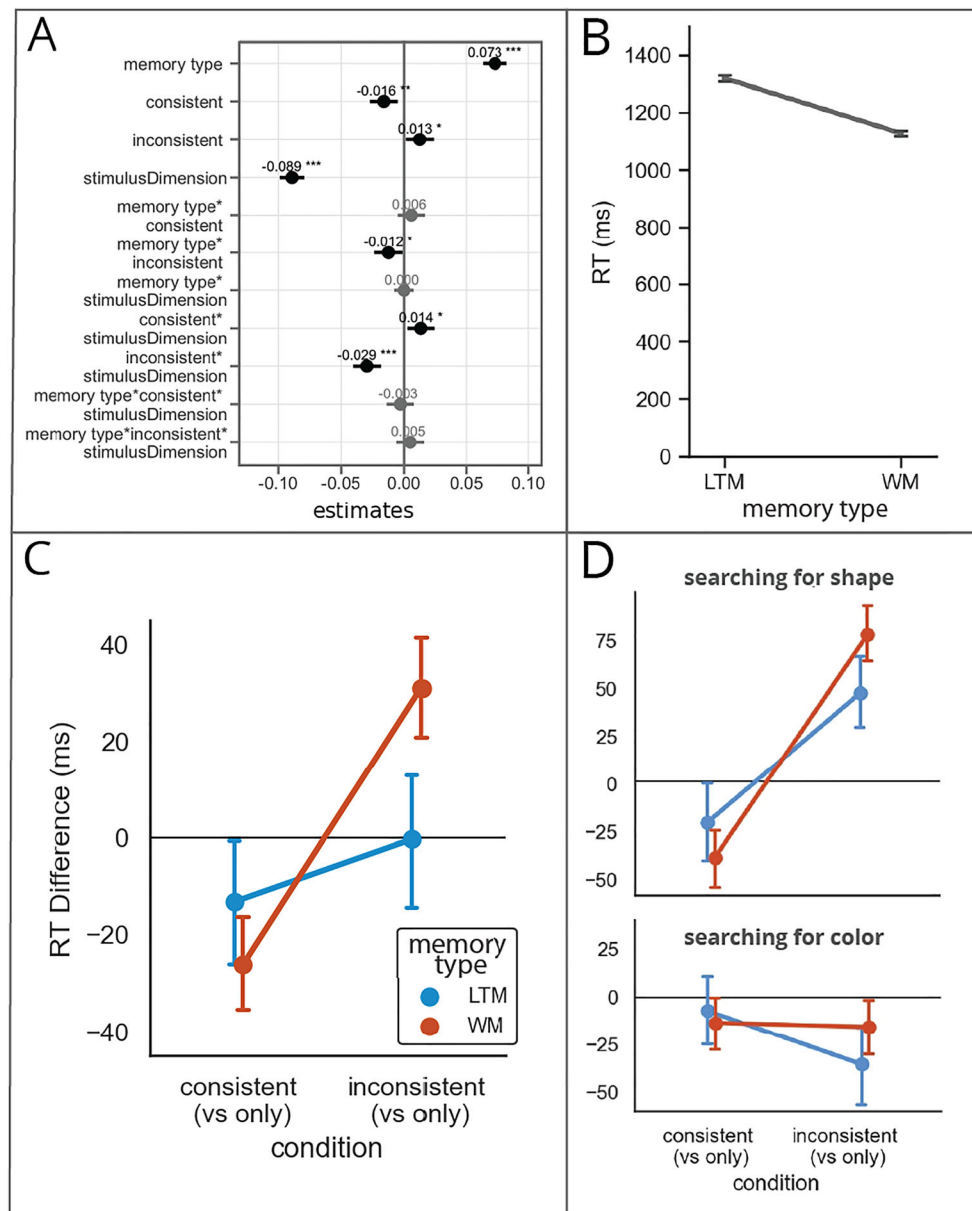 A
memory type
0.073 ***
consistent
-0.016 **
inconsistent
0.013 *
stimulusDimension
-0.089 ***
memory type*
consistent
0.006
memory type*
inconsistent
-0.012 *
memory type*
stimulusDimension
0.000
consistent*
stimulusDimension
0.014 *
inconsistent*
stimulusDimension
-0.029 ***
memory type*consistent*
stimulusDimension
-0.003
memory type*inconsistent*
stimulusDimension
0.005
-0.10 -0.05 0.00 0.05 0.10
estimates
B
1400
1200
1000
800
600
400
200
0
RT (ms)
LTM WM
memory type
C
40
20
0
−20
−40
RT Difference (ms)
memory
type
LTM
WM
consistent
(vs only)
inconsistent
(vs only)
condition
D
searching for shape
75
50
25
0
−25
−50
searching for color
25
0
−25
−50
consistent
(vs only)
inconsistent
(vs only)
condition